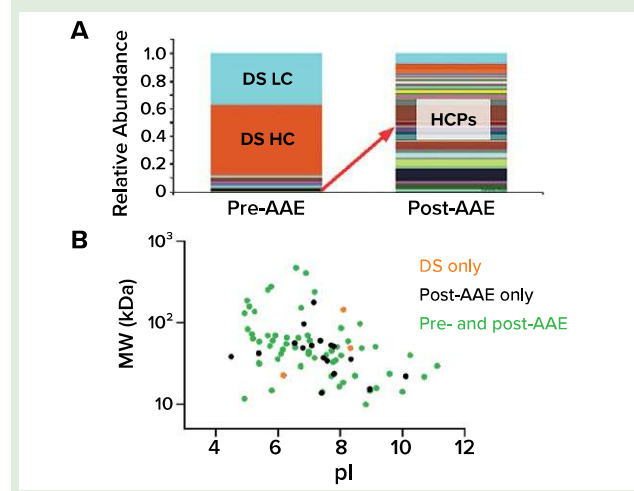 A
Relative Abundance
1.0
0.8
0.6
0.4
0.2
0
DS LC
DS HC
HCPs
Pre-AAE
Post-AAE
B
MW (kDa)
10³
10²
10
4
6
8
10
12
pI
DS only
Post-AAE only
Pre- and post-AAE